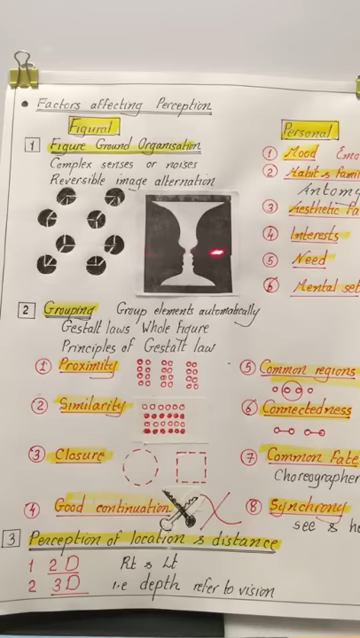 • Factors affecting Perception
Figural
1 Figure Ground Organisation
Complex senses or noises
Reversible image alternation
2 Grouping Group elements automatically
Gestalt laws Whole Figure
Principles of Gestalt law
1 Proximity
2 Similarity
3 Closure
4 Good continuation
5 Common regions
6 Connectedness
7 Common Fate
Choreographer
8 Synchrony
see &
3 Perception of location & distance
1 2D Rt & Lt
2 3D i.e depth refer to vision
Personal
1 Mood
2 Habit &
3 Aesthetic
4 Interests
5 Need
6 Mental set